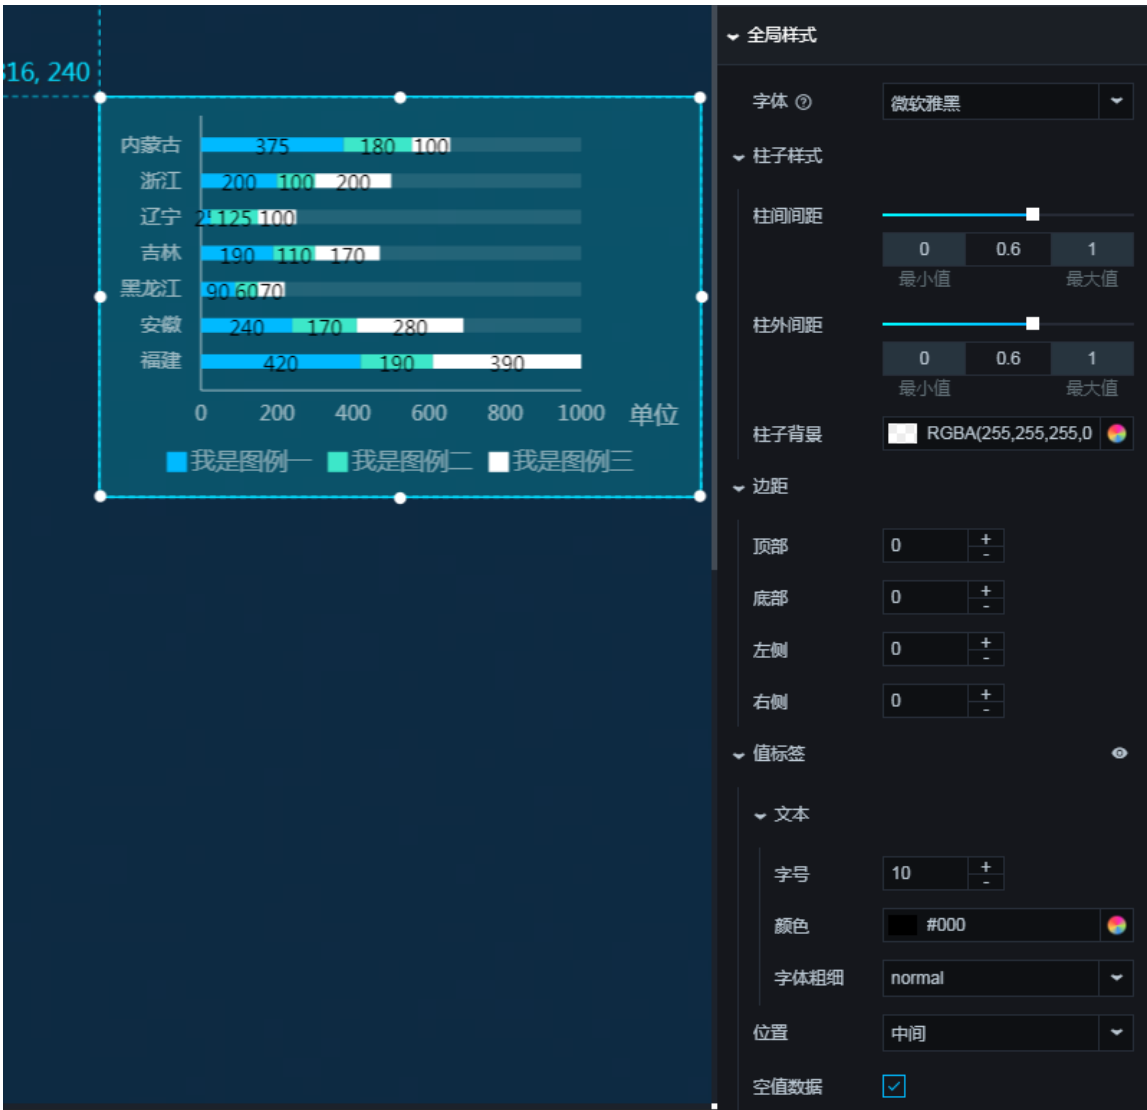 16, 240
内蒙古 375 180 100
浙江 200 100 200
辽宁 125 100
吉林 190 110 170
黑龙江 90 60 70
安徽 240 170 280
福建 420 190 390
0 200 400 600 800 1000 单位
我是图例一 我是图例二 我是图例三
全局样式
字体 微软雅黑
柱子样式
柱间间距
0 0.6 1
最小值 最大值
柱外间距
0 0.6 1
最小值 最大值
柱子背景 RGBA(255,255,255,0
边距
顶部 0 + -
底部 0 + -
左侧 0 + -
右侧 0 + -
值标签
文本
字号 10 + -
颜色 #000
字体粗细 normal
位置 中间
空值数据